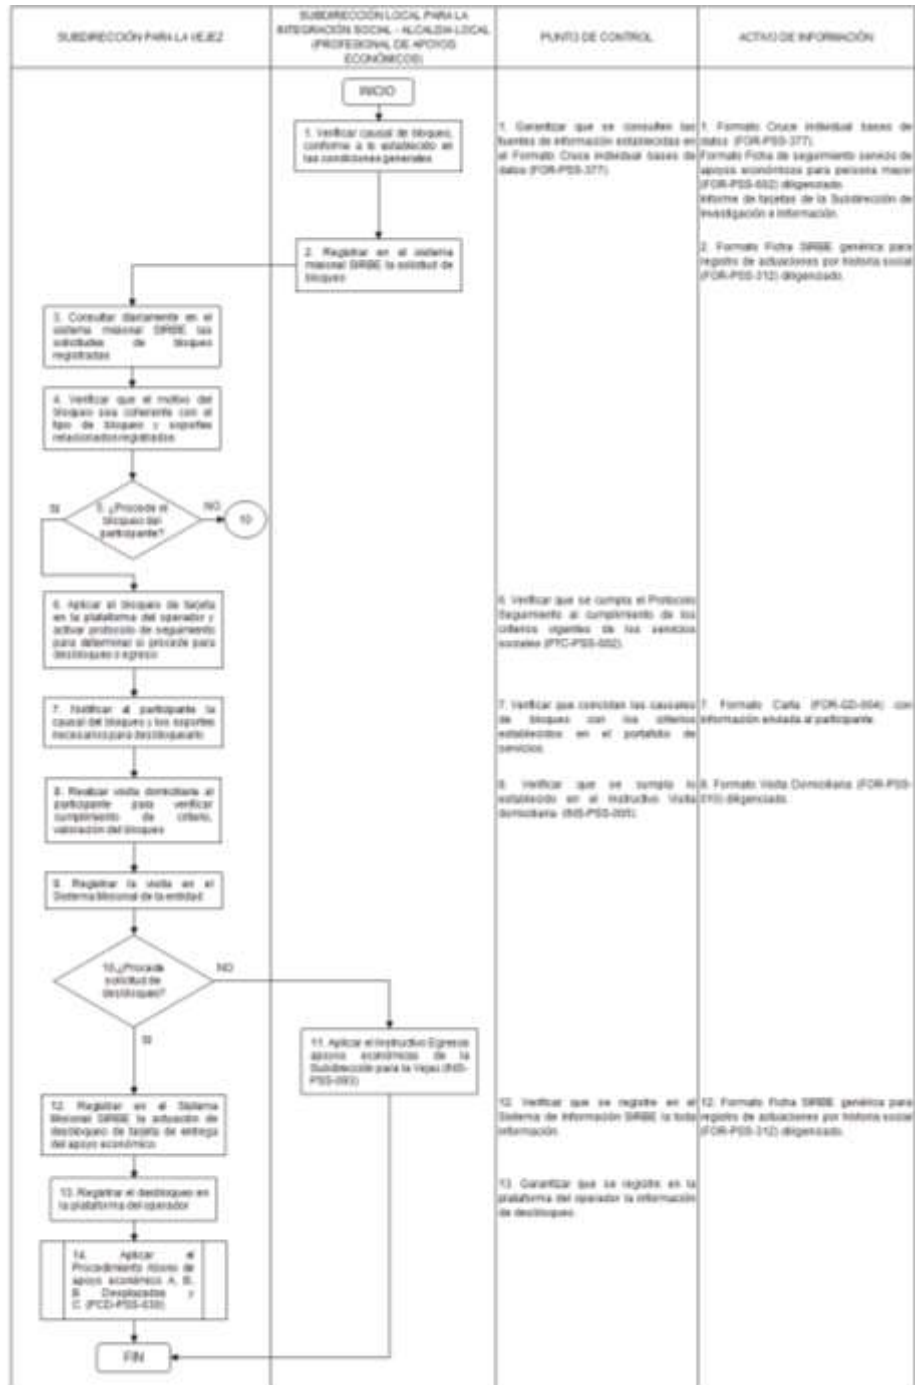 SUBDIRECCIÓN PARA LA VEJEZ
SUBDIRECCIÓN LOCAL PARA LA
INTEGRACIÓN SOCIAL - ALCALDIA LOCAL
(PROFESIONAL DE APOYOS
ECONÓMICOS)
PUNTO DE CONTROL
ACTIVO DE INFORMACIÓN
INICIO
1. Verificar causal de bloqueo,
conforme a lo establecido en
las condiciones generales
1. Garantizar que se consulten las
fuentes de información establecidas en
el Formato Cruce individual bases de
datos (FOR-PSS-377).
1. Formato Cruce individual bases de
datos (FOR-PSS-377).
Formato Ficha de seguimiento servicio de
apoyos económicos para persona mayor
diligenciado.
Informe de tarjetas de la Subdirección de
Investigación e Información.
2. Registrar en el sistema
misional SIRBE la solicitud de
bloqueo
2. Formato Ficha SIRBE genérica para
registro de actuaciones por historia social
(FOR-PSS-312) diligenciado.
3. Consultar diariamente en el
sistema misional SIRBE las
solicitudes de bloqueo
registradas
4. Verificar que el motivo del
bloqueo sea coherente con el
tipo de bloqueo y soportes
relacionados registrados
5. ¿Procede el
bloqueo del
participante?
SI
NO
10
6. Aplicar el bloqueo de tarjeta
en la plataforma del operador y
activar protocolo de seguimiento
para determinar si procede para
desbloqueo o egreso
6. Verificar que se cumpla el Protocolo
Seguimiento al cumplimiento de los
criterios vigentes de los servicios
sociales (PTC-PSS-002).
7. Notificar al participante la
causal del bloqueo y los soportes
necesarios para desbloquearlo
7. Verificar que coincidan las causales
de bloqueo con los criterios
establecidos en el portafolio de
servicios.
7. Formato Carta (FOR-GD-004) con
información enviada al participante.
8. Realizar visita domiciliaria al
participante para verificar
cumplimiento de criterio,
valoración del bloqueo
8. Verificar que se cumpla lo
establecido en el Instructivo Visita
domiciliaria (INS-PSS-005).
8. Formato Visita Domiciliaria (FOR-PSS-
010) diligenciado.
9. Registrar la visita en el
Sistema Misional de la entidad
10. ¿Procede
solicitud de
desbloqueo?
NO
SI
11. Aplicar el Instructivo Egresos
apoyos económicos de la
Subdirección para la Vejez (INS-
PSS-093)
12. Registrar en el Sistema
Misional SIRBE la actuación de
desbloqueo de tarjeta de entrega
del apoyo económico
12. Verificar que se registre en el
Sistema de Información SIRBE la toda
información.
12. Formato Ficha SIRBE genérica para
registro de actuaciones por historia social
(FOR-PSS-312) diligenciado.
13. Registrar el desbloqueo en
la plataforma del operador
13. Garantizar que se registre en la
plataforma del operador la información
de desbloqueo.
14. Aplicar el
Procedimiento Abono de
apoyo económico A, B,
B Desplazados y
C (PCD-PSS-039)
FIN